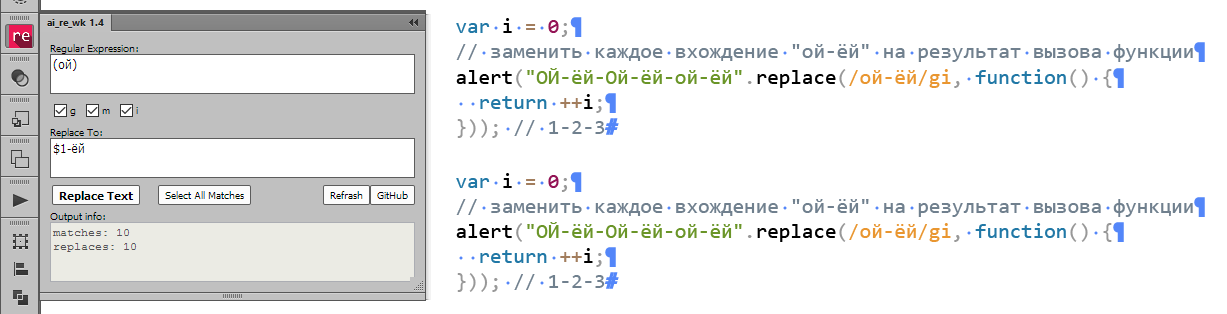 ai_re_wk 1.4
re
Regular Expression:
(ой)
g m i
Replace To:
$1-ёй
Replace Text Select All Matches Refrash GitHub
Output info:
matches: 10
replaces: 10
var·i·=·0;¶
//·заменить·каждое·вхождение·"ой-ёй"·на·результат·вызова·функции¶
alert("ОЙ-ёй-Ой-ёй-ой-ёй".replace(/ой-ёй/gi,·function()·{¶
··return·++i;¶
}));·//·1-2-3#
var·i·=·0;¶
//·заменить·каждое·вхождение·"ой-ёй"·на·результат·вызова·функции¶
alert("ОЙ-ёй-Ой-ёй-ой-ёй".replace(/ой-ёй/gi,·function()·{¶
··return·++i;¶
}));·//·1-2-3#